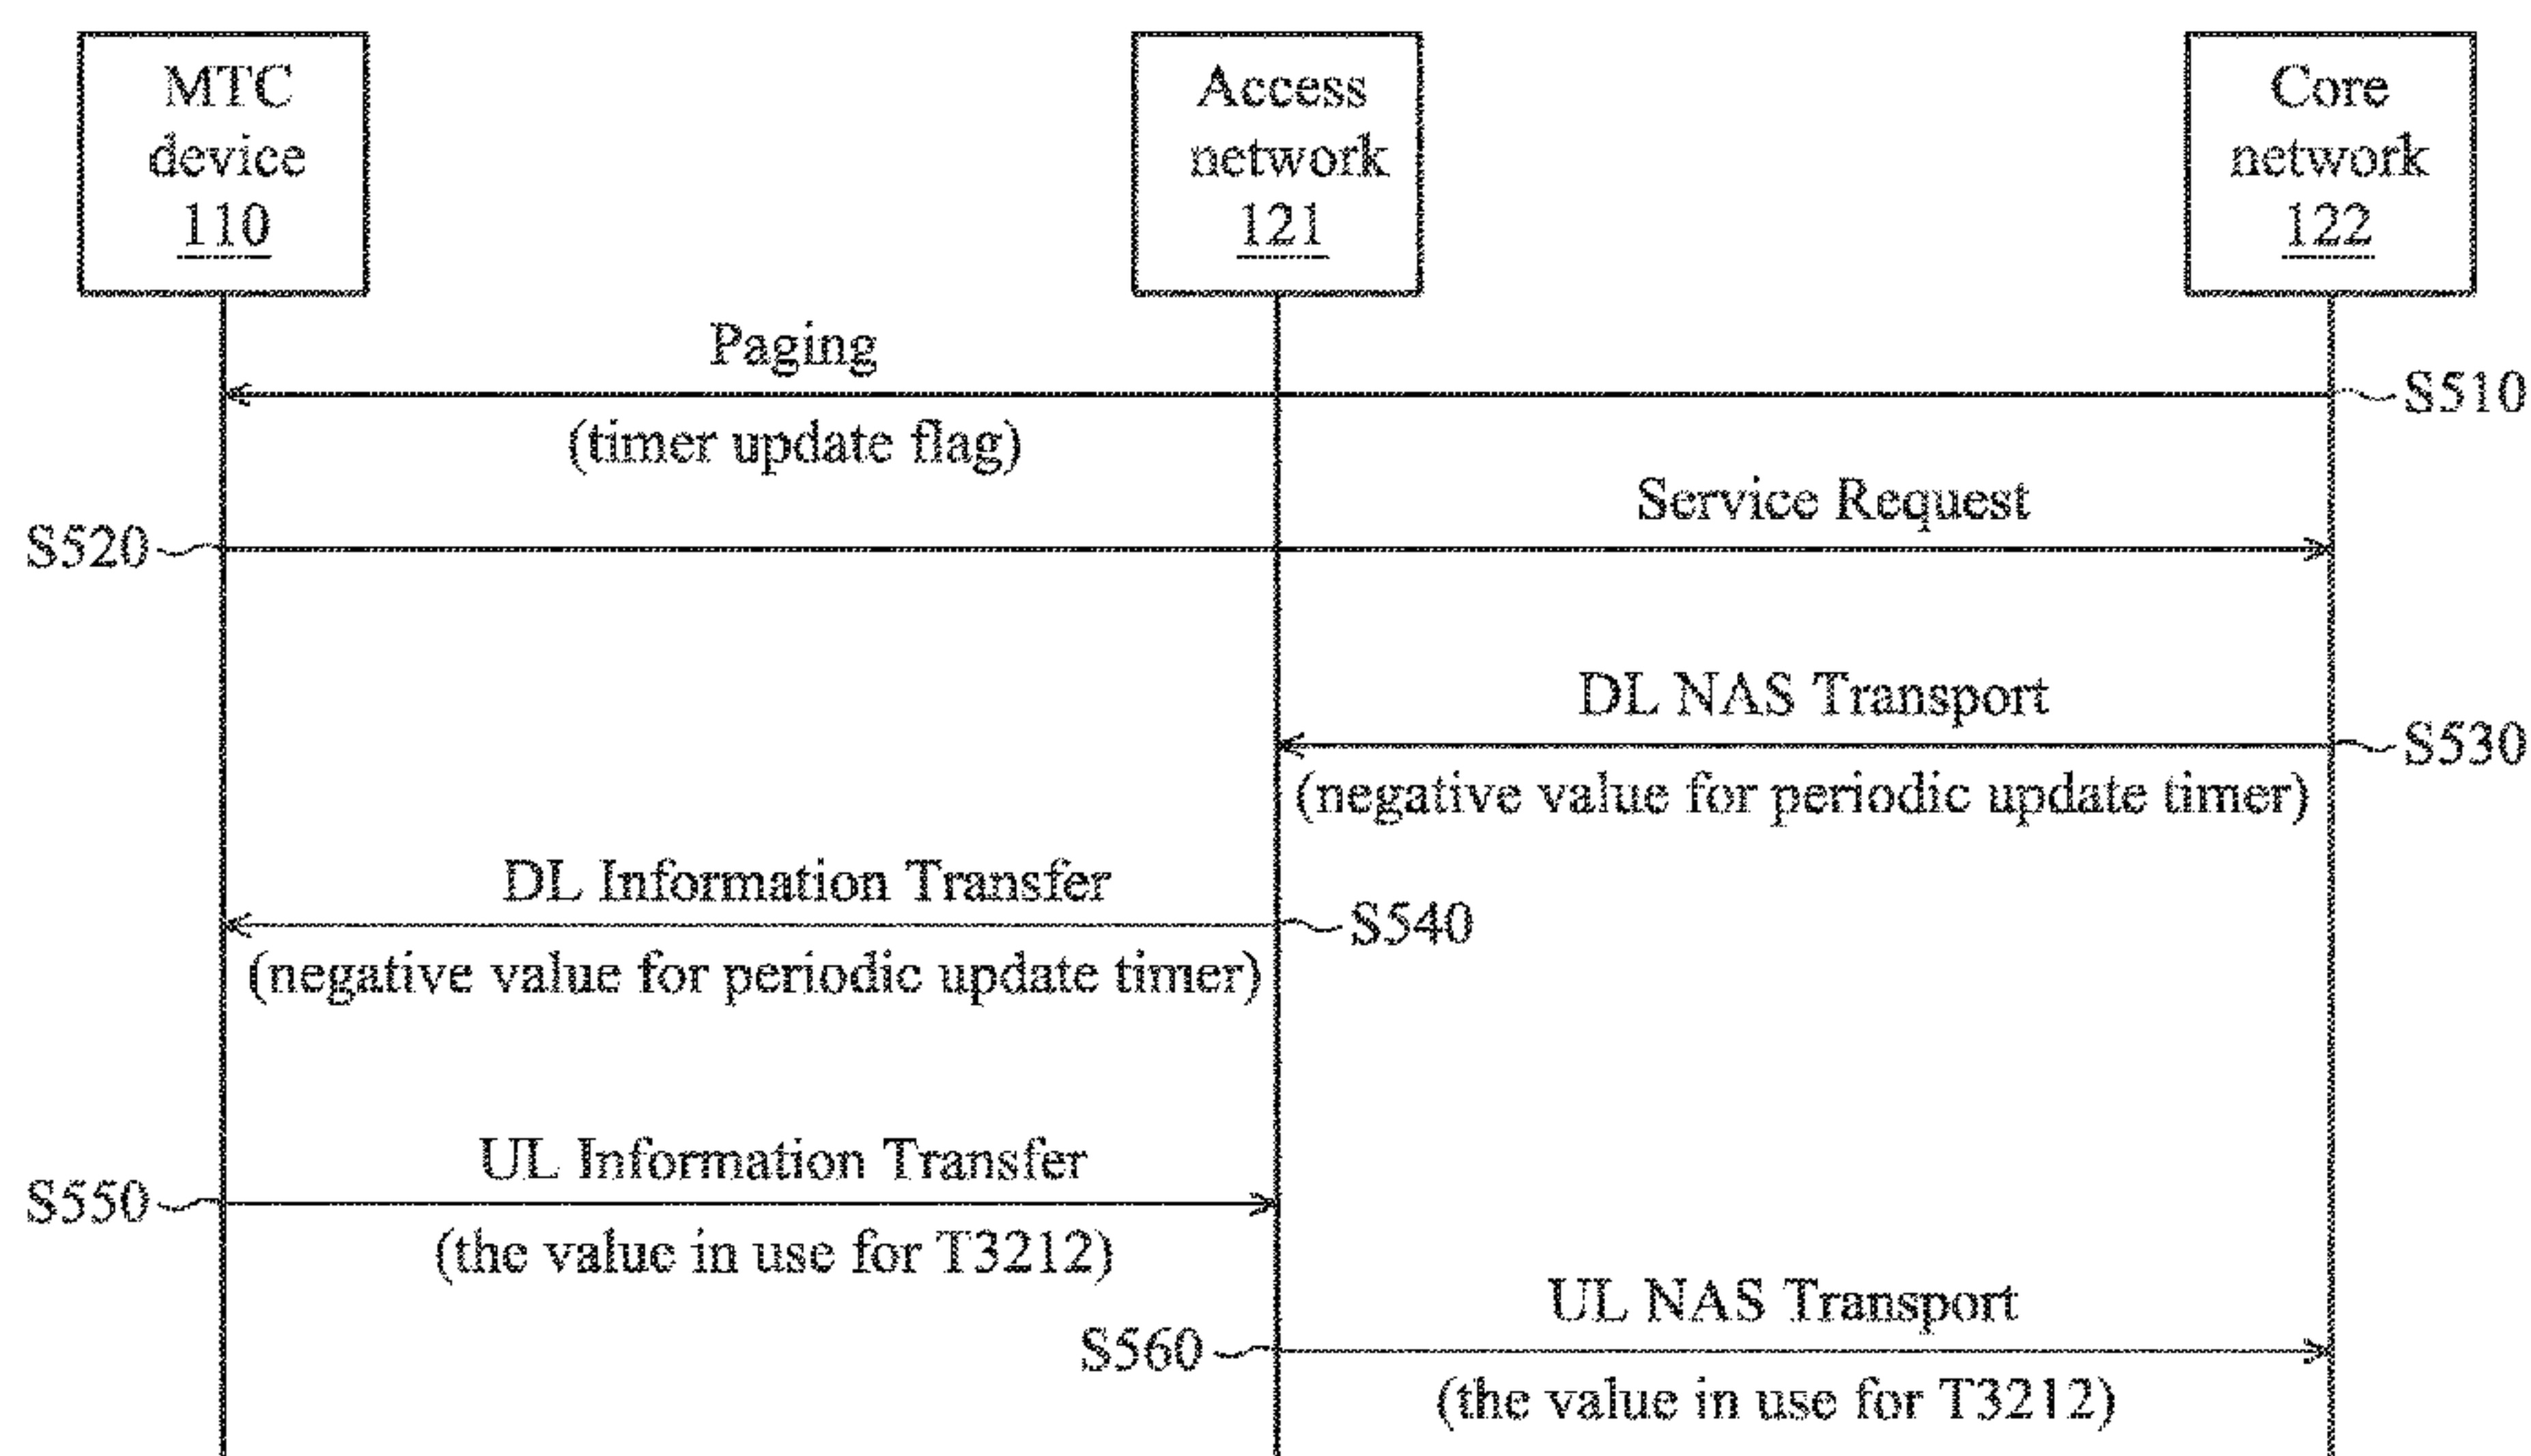 MTC
device
110
Access
network
121
Core
network
122
Paging
S510
(timer update flag)
Service Request
S520
DL NAS Transport
S530
(negative value for periodic update timer)
DL Information Transfer
S540
(negative value for periodic update timer)
UL Information Transfer
S550
(the value in use for T3212)
UL NAS Transport
S560
(the value in use for T3212)